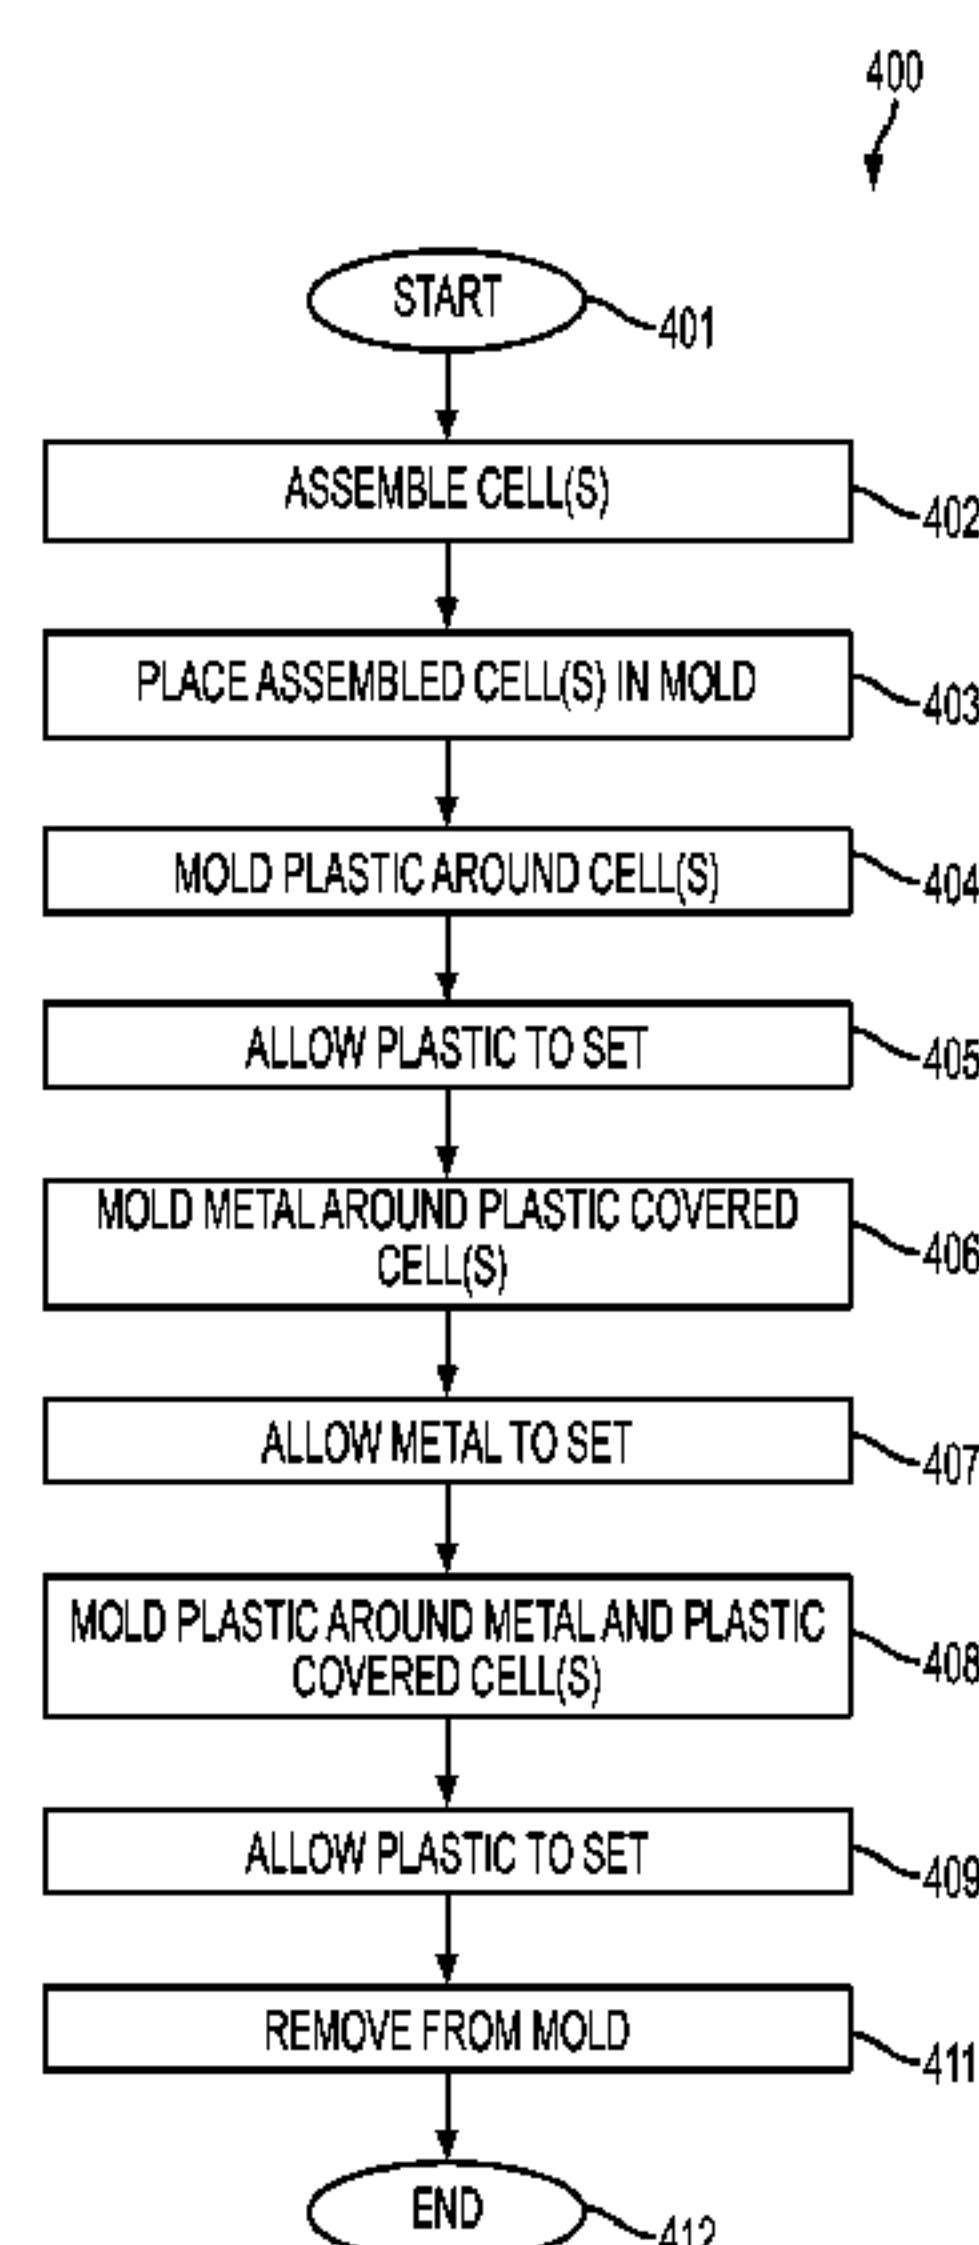 400
START
401
ASSEMBLE CELL(S)
402
PLACE ASSEMBLED CELL(S) IN MOLD
403
MOLD PLASTIC AROUND CELL(S)
404
ALLOW PLASTIC TO SET
405
MOLD METAL AROUND PLASTIC COVERED
CELL(S)
406
ALLOW METAL TO SET
407
MOLD PLASTIC AROUND METAL AND PLASTIC
COVERED CELL(S)
408
ALLOW PLASTIC TO SET
409
REMOVE FROM MOLD
411
END
412